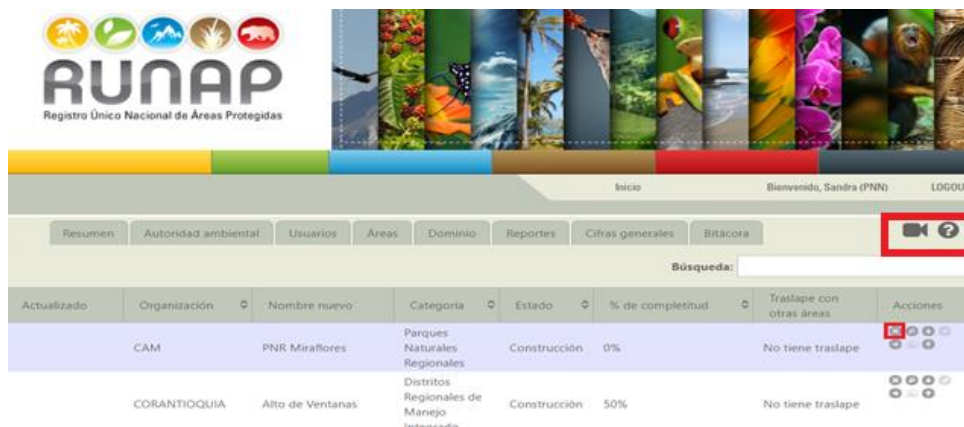 RUNAP
Registro Único Nacional de Áreas Protegidas
Inicio Bienvenido, Sandra (PNN) LOGOU
Resumen Autoridad ambiental Usuarios Áreas Dominio Reportes Cifras generales Bitácora
Búsqueda:
Actualizado Organización Nombre nuevo Categoría Estado % de completitud Traslape con otras áreas Acciones
CAM PNR Miraflores Parques Naturales Regionales Construcción 0% No tiene traslape
CORANTIOQUIA Alto de Ventanas Distritos Regionales de Manejo Integrado Construcción 50% No tiene traslape